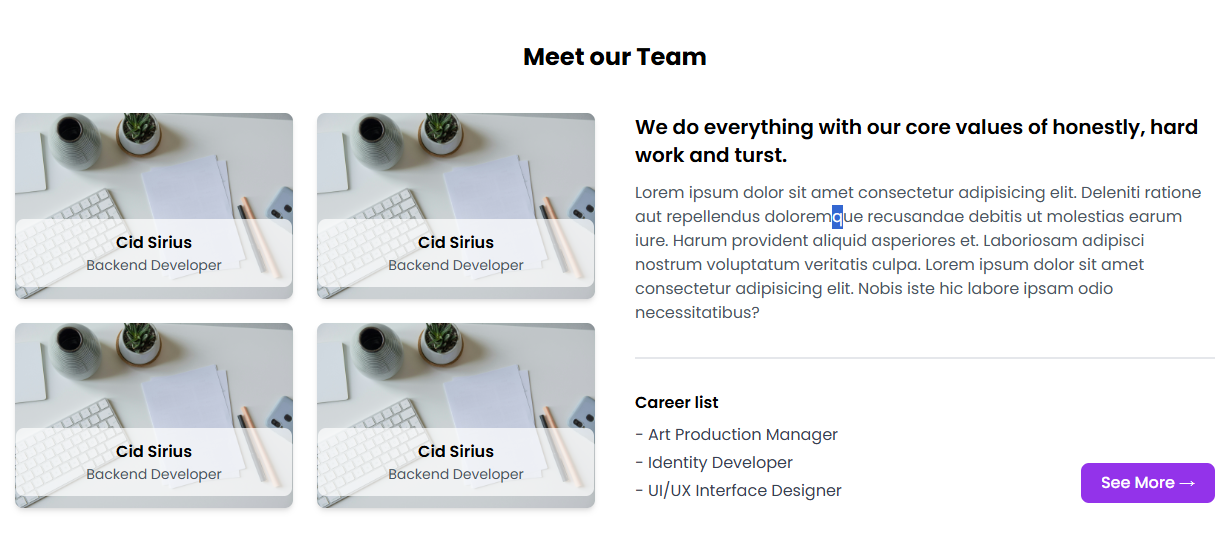 Meet our Team
Cid Sirius
Backend Developer
Cid Sirius
Backend Developer
Cid Sirius
Backend Developer
Cid Sirius
Backend Developer
We do everything with our core values of honestly, hard
work and turst.
Lorem ipsum dolor sit amet consectetur adipisicing elit. Deleniti ratione
aut repellendus doloremque recusandae debitis ut molestias earum
iure. Harum provident aliquid asperiores et. Laboriosam adipisci
nostrum voluptatum veritatis culpa. Lorem ipsum dolor sit amet
consectetur adipisicing elit. Nobis iste hic labore ipsam odio
necessitatibus?
Career list
- Art Production Manager
- Identity Developer
- UI/UX Interface Designer
See More →